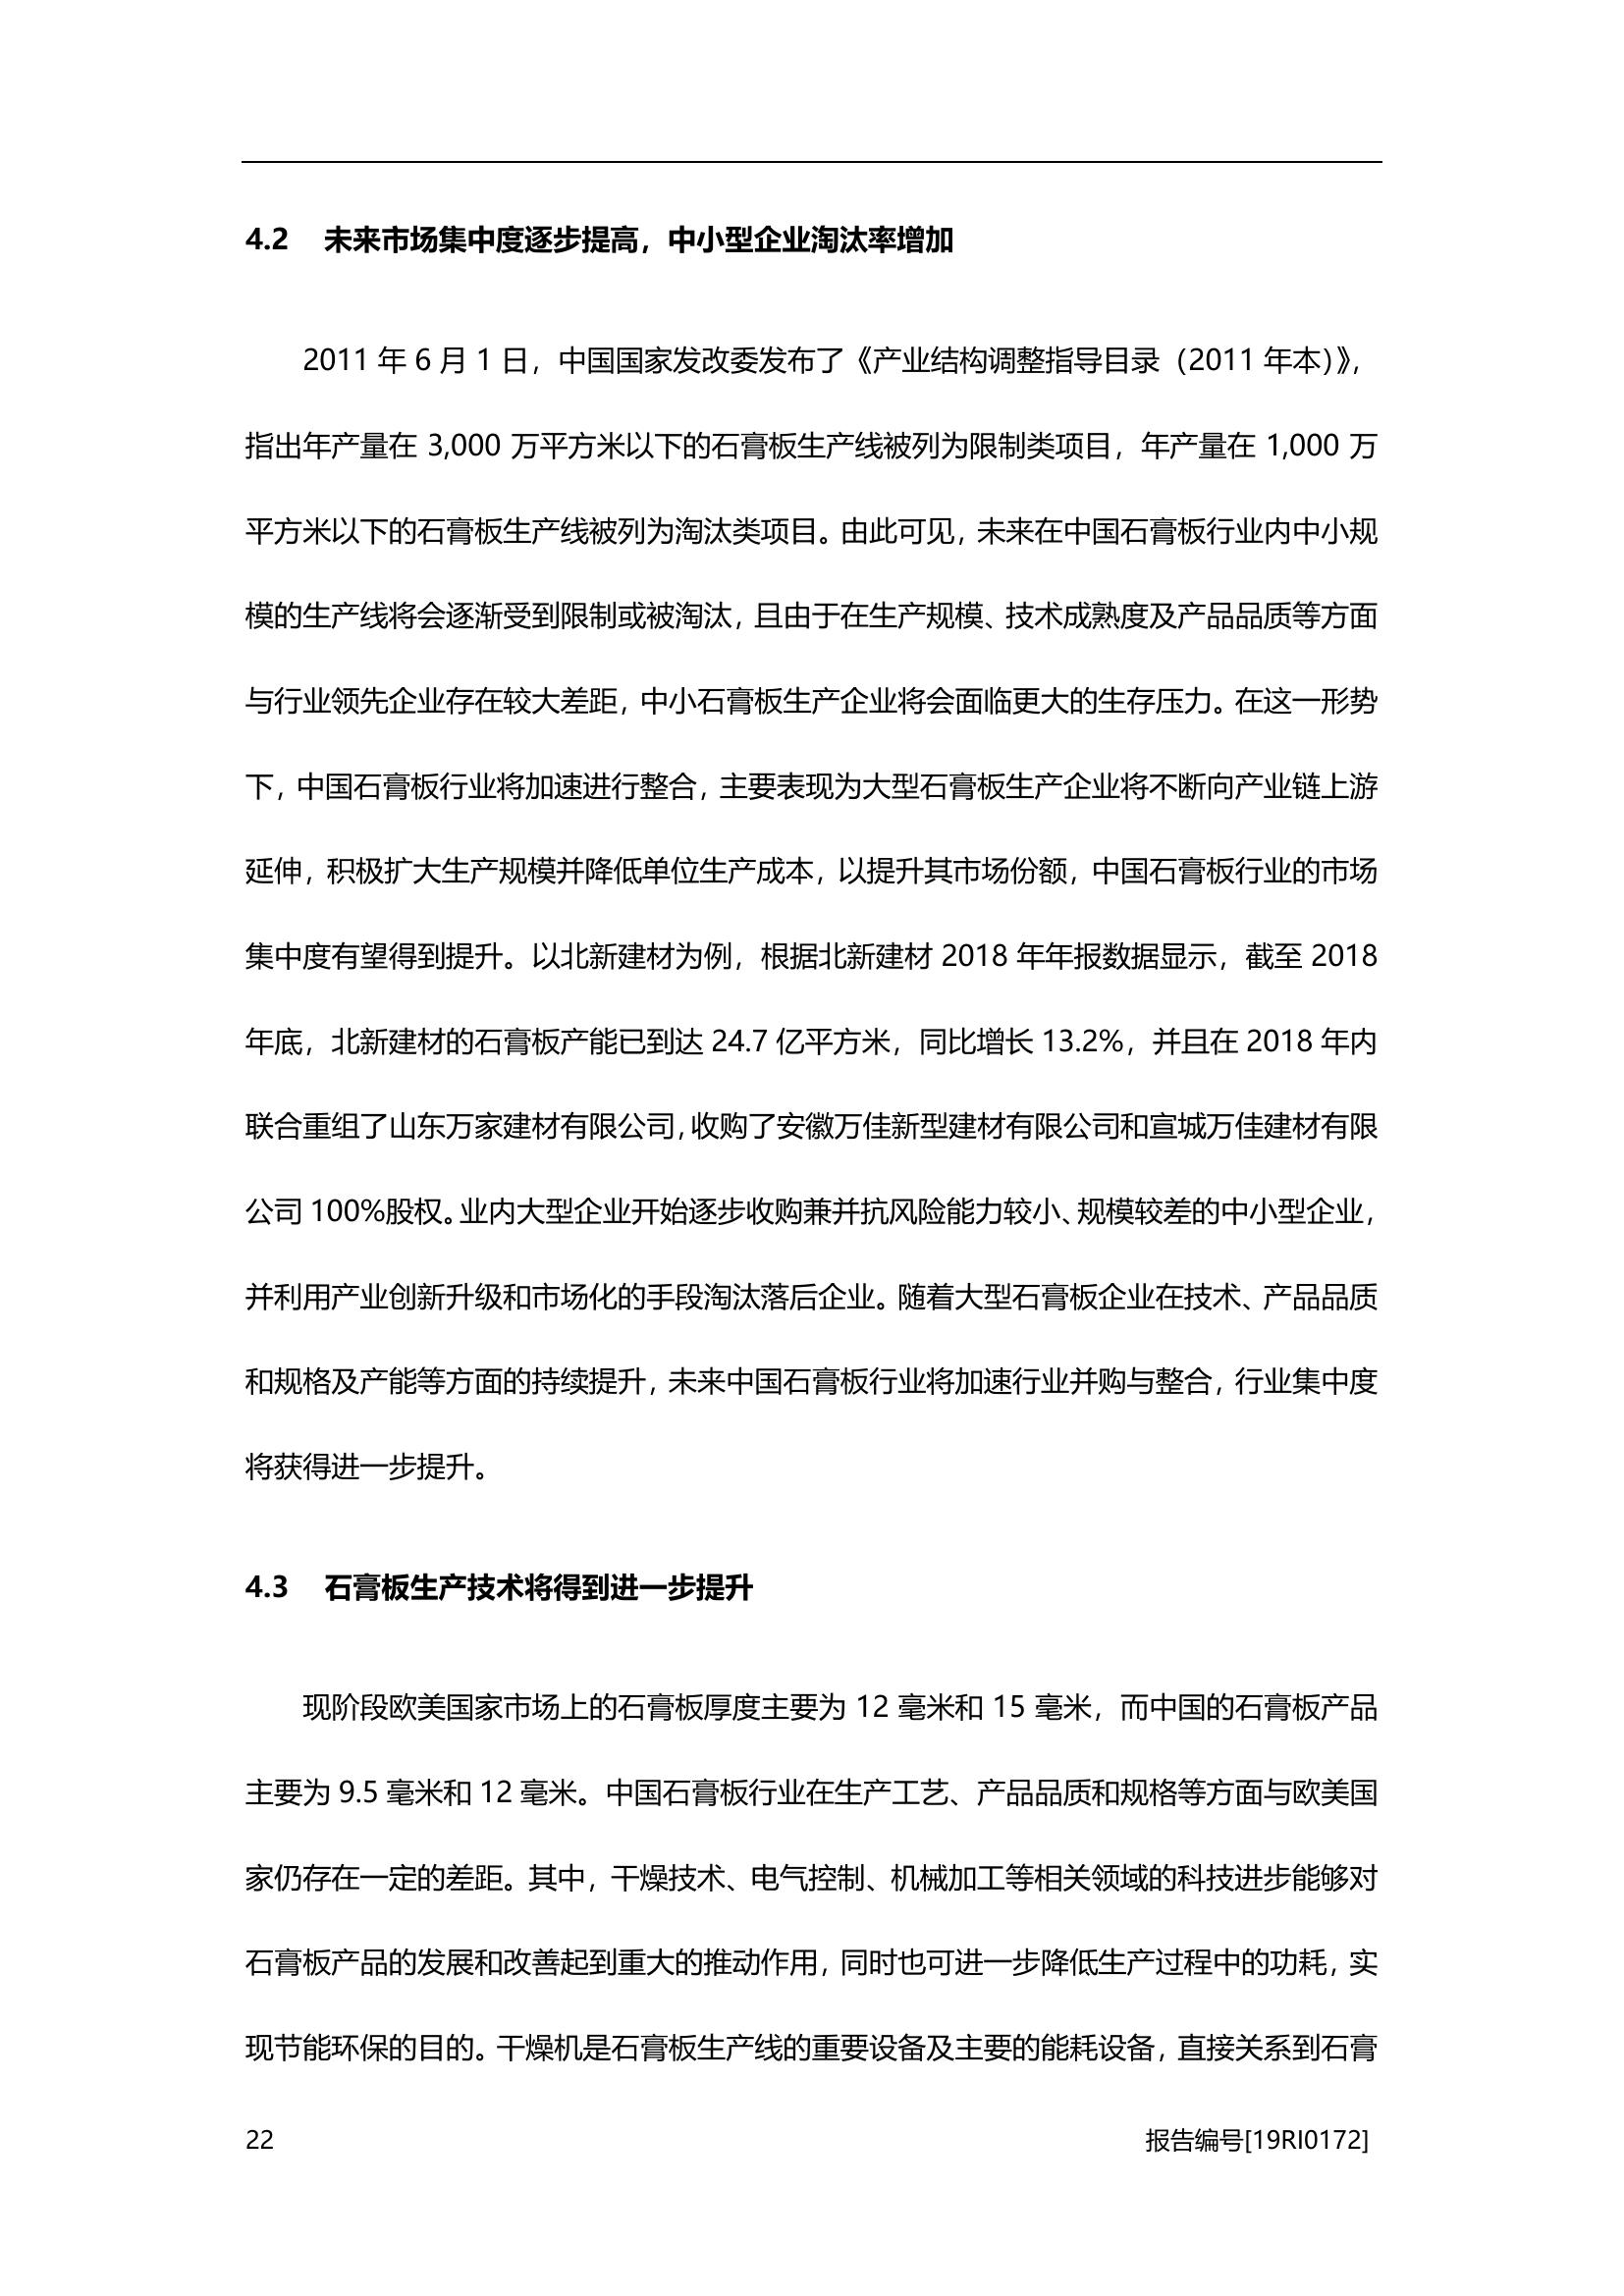 4.2 未来市场集中度逐步提高，中小型企业淘汰率增加
2011 年 6 月 1 日，中国国家发改委发布了《产业结构调整指导目录（2011 年本）》，
指出年产量在 3,000 万平方米以下的石膏板生产线被列为限制类项目，年产量在 1,000 万
平方米以下的石膏板生产线被列为淘汰类项目。由此可见，未来在中国石膏板行业内中小规
模的生产线将会逐渐受到限制或被淘汰，且由于在生产规模、技术成熟度及产品品质等方面
与行业领先企业存在较大差距，中小石膏板生产企业将会面临更大的生存压力。在这一形势
下，中国石膏板行业将加速进行整合，主要表现为大型石膏板生产企业将不断向产业链上游
延伸，积极扩大生产规模并降低单位生产成本，以提升其市场份额，中国石膏板行业的市场
集中度有望得到提升。以北新建材为例，根据北新建材 2018 年年报数据显示，截至 2018
年底，北新建材的石膏板产能已到达 24.7 亿平方米，同比增长 13.2%，并且在 2018 年内
联合重组了山东万家建材有限公司，收购了安徽万佳新型建材有限公司和宣城万佳建材有限
公司 100%股权。业内大型企业开始逐步收购兼并抗风险能力较小、规模较差的中小型企业，
并利用产业创新升级和市场化的手段淘汰落后企业。随着大型石膏板企业在技术、产品品质
和规格及产能等方面的持续提升，未来中国石膏板行业将加速行业并购与整合，行业集中度
将获得进一步提升。
4.3 石膏板生产技术将得到进一步提升
现阶段欧美国家市场上的石膏板厚度主要为 12 毫米和 15 毫米，而中国的石膏板产品
主要为 9.5 毫米和 12 毫米。中国石膏板行业在生产工艺、产品品质和规格等方面与欧美国
家仍存在一定的差距。其中，干燥技术、电气控制、机械加工等相关领域的科技进步能够对
石膏板产品的发展和改善起到重大的推动作用，同时也可进一步降低生产过程中的功耗，实
现节能环保的目的。干燥机是石膏板生产线的重要设备及主要的能耗设备，直接关系到石膏
22 报告编号[19RI0172]